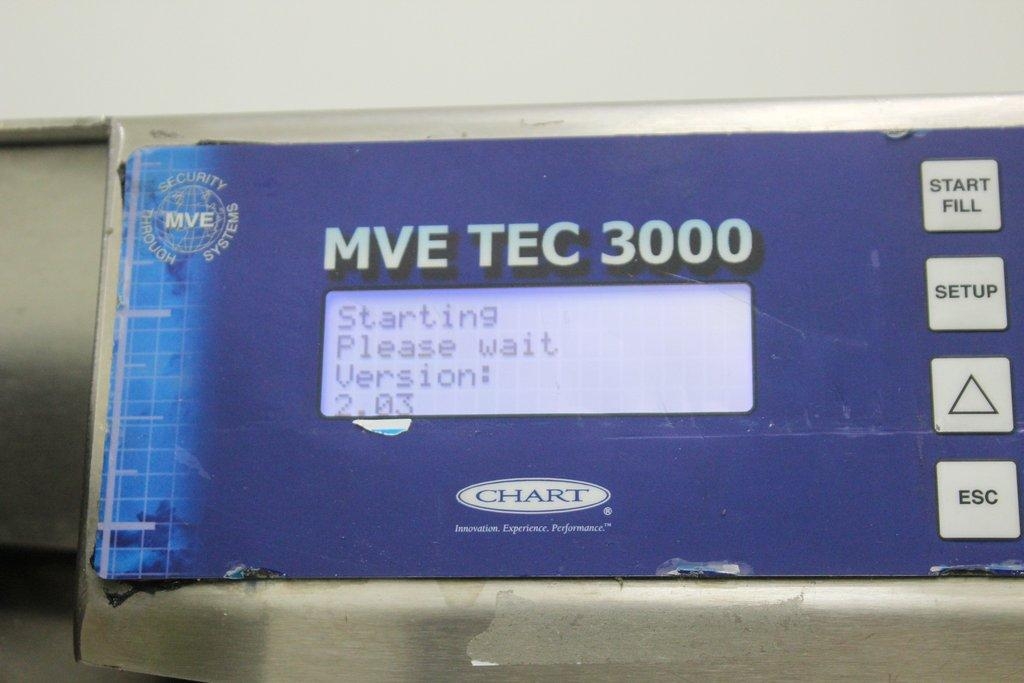 SECURITY
THROUGH
MVE
SYSTEMS
MVE TEC 3000
Starting
Please wait
Version:
2.03
CHART®
Innovation. Experience. Performance.™
START
FILL
SETUP
ESC